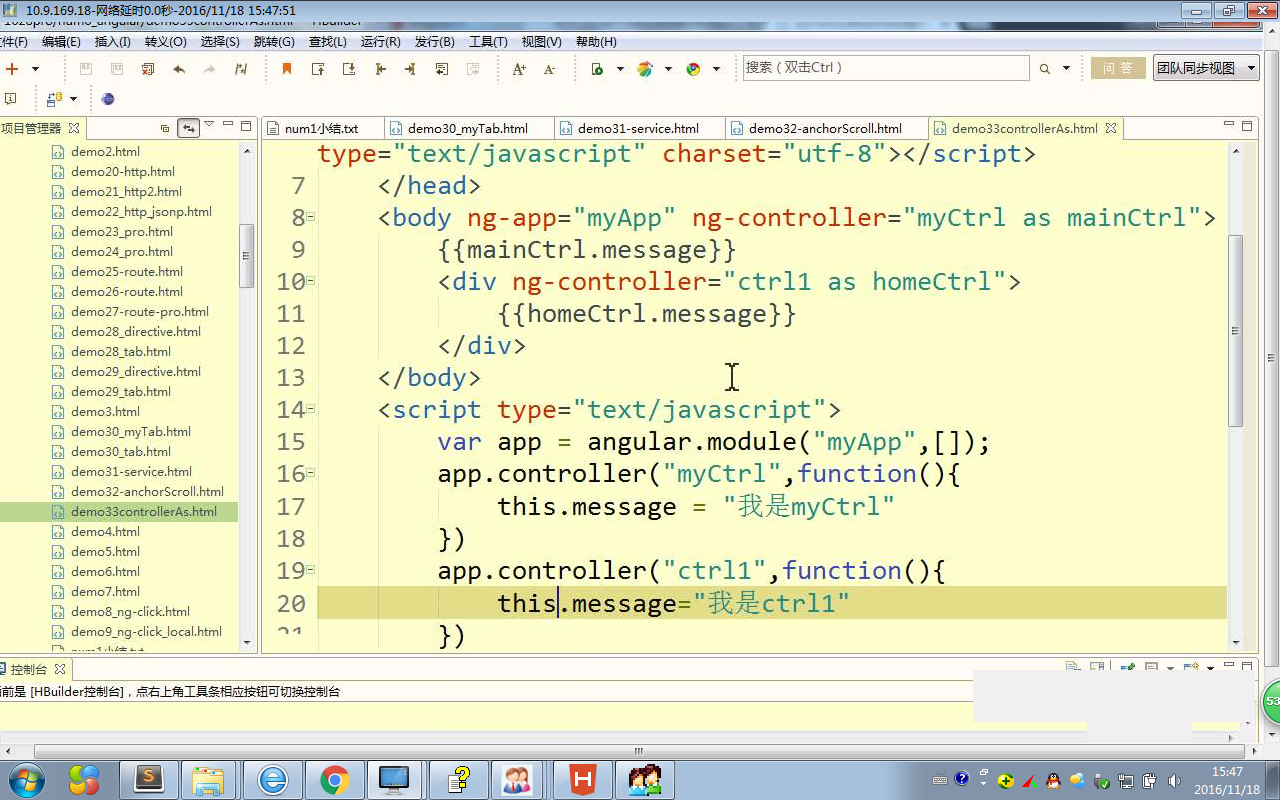 10.9.169.18-网络延时0.0秒-2016/11/18 15:47:51
编辑(E) 插入(I) 转义(O) 选择(S) 跳转(G) 查找(L) 运行(R) 发行(B) 工具(T) 视图(V) 帮助(H)
搜索（双击Ctrl）
问 答
团队同步视图
项目管理器
num1小结.txt
demo30_myTab.html
demo31-service.html
demo32-anchorScroll.html
demo33controllerAs.html
demo2.html
demo20-http.html
demo21_http2.html
demo22_http_jsonp.html
demo23_pro.html
demo24_pro.html
demo25-route.html
demo26-route.html
demo27-route-pro.html
demo28_directive.html
demo28_tab.html
demo29_directive.html
demo29_tab.html
demo3.html
demo30_myTab.html
demo30_tab.html
demo31-service.html
demo32-anchorScroll.html
demo33controllerAs.html
demo4.html
demo5.html
demo6.html
demo7.html
demo8_ng-click.html
demo9_ng-click_local.html
type="text/javascript" charset="utf-8"></script>
7 </head>
8 <body ng-app="myApp" ng-controller="myCtrl as mainCtrl">
9 {{mainCtrl.message}}
10 <div ng-controller="ctrl1 as homeCtrl">
11 {{homeCtrl.message}}
12 </div>
13 </body>
14 <script type="text/javascript">
15 var app = angular.module("myApp",[]);
16 app.controller("myCtrl",function(){
17 this.message = "我是myCtrl"
18 })
19 app.controller("ctrl1",function(){
20 this.message="我是ctrl1"
21 })
控制台
前是 [HBuilder控制台]，点右上角工具条相应按钮可切换控制台
53
15:47
2016/11/18